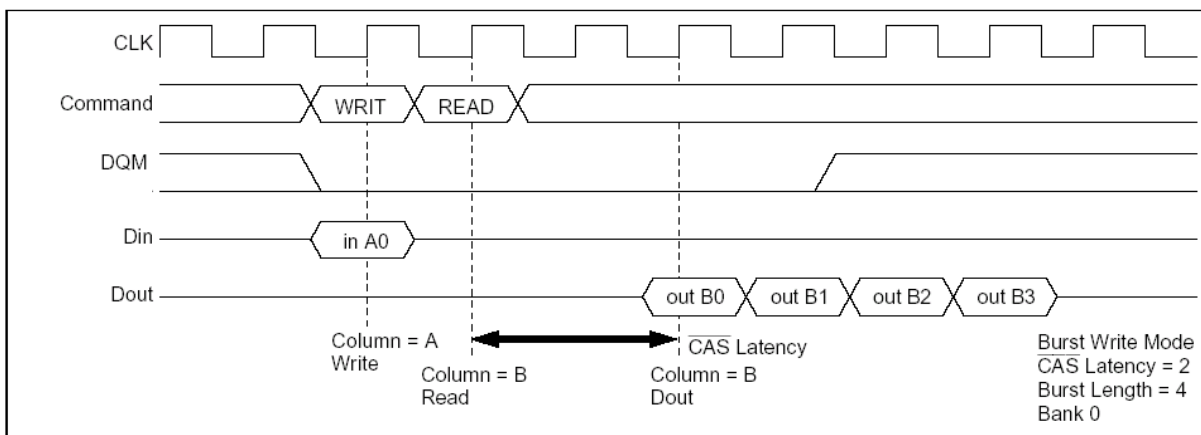 CLK
Command
WRIT
READ
DQM
Din
in A0
Dout
out B0
out B1
out B2
out B3
Column = A
Write
Column = B
Read
CAS Latency
Column = B
Dout
Burst Write Mode
CAS Latency = 2
Burst Length = 4
Bank 0